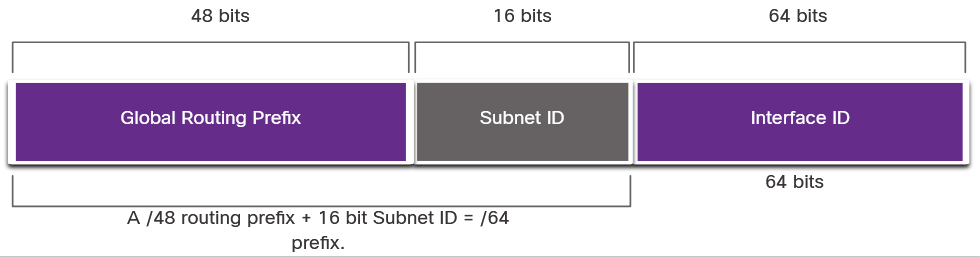 48 bits 16 bits 64 bits
Global Routing Prefix Subnet ID Interface ID
64 bits
A /48 routing prefix + 16 bit Subnet ID = /64
prefix.